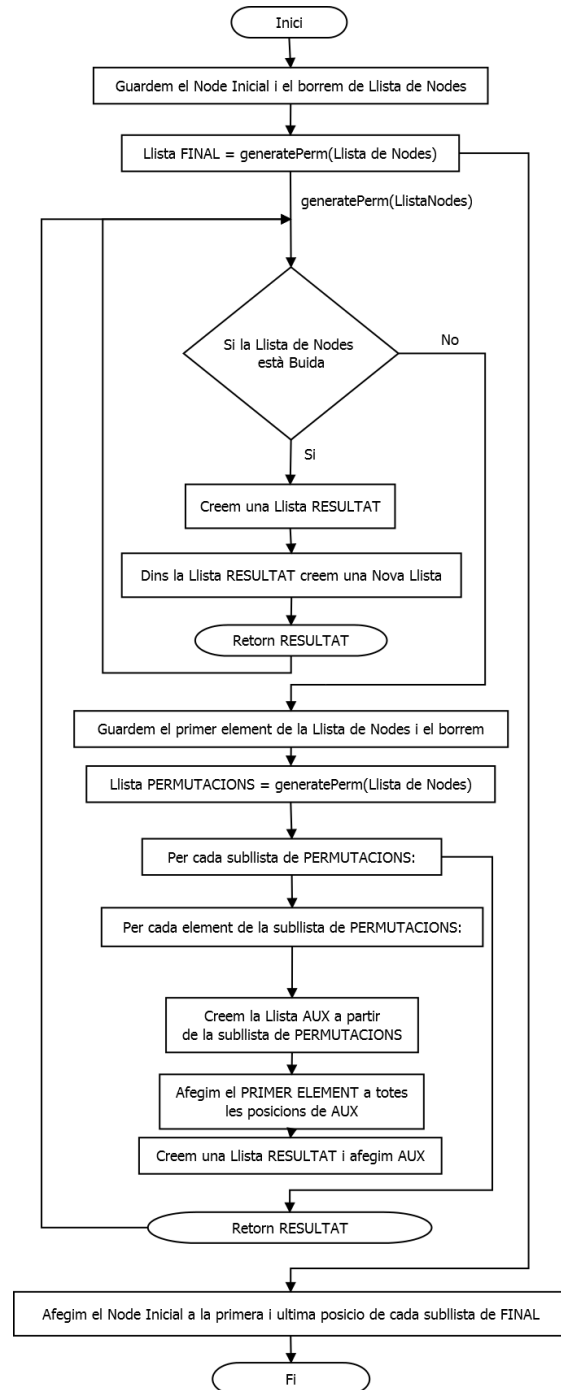 Inici
Guardem el Node Inicial i el borrem de Llista de Nodes
Llista FINAL = generatePerm(Llista de Nodes)
generatePerm(LlistaNodes)
Si la Llista de Nodes
està Buida
No
Si
Creem una Llista RESULTAT
Dins la Llista RESULTAT creem una Nova Llista
Retorn RESULTAT
Guardem el primer element de la Llista de Nodes i el borrem
Llista PERMUTACIONS = generatePerm(Llista de Nodes)
Per cada subllista de PERMUTACIONS:
Per cada element de la subllista de PERMUTACIONS:
Creem la Llista AUX a partir
de la subllista de PERMUTACIONS
Afegim el PRIMER ELEMENT a totes
les posicions de AUX
Creem una Llista RESULTAT i afegim AUX
Retorn RESULTAT
Afegim el Node Inicial a la primera i ultima posicio de cada subllista de FINAL
Fi